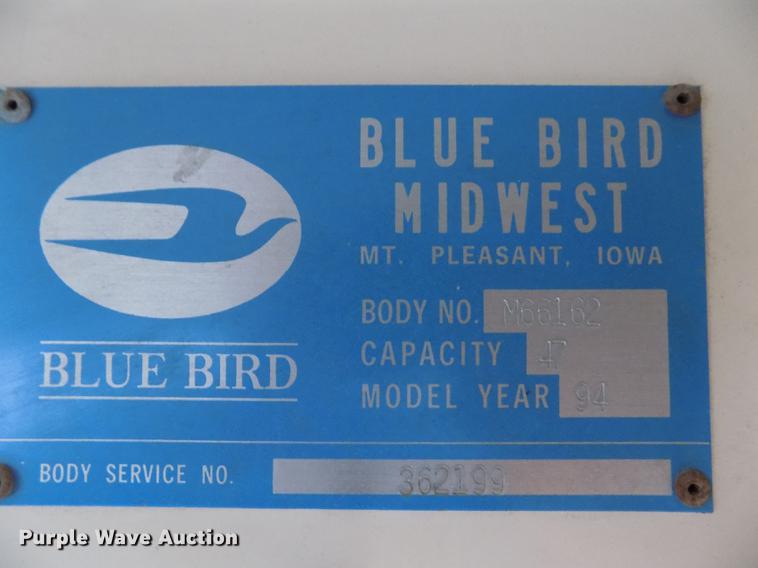 BLUE BIRD
MIDWEST
MT. PLEASANT, IOWA
BODY NO. M66162
CAPACITY 47
MODEL YEAR 94
BLUE BIRD
BODY SERVICE NO. 362199
Purple Wave Auction